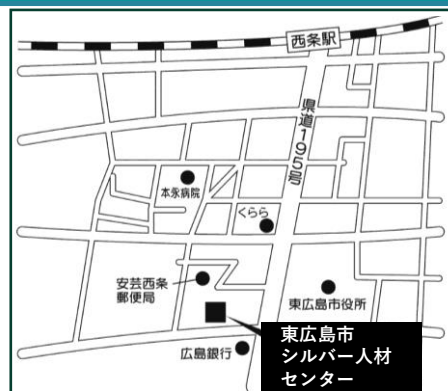 西条駅
県道195号
本永病院
くらら
安芸西条
郵便局
東広島市役所
広島銀行
東広島市
シルバー人材
センター